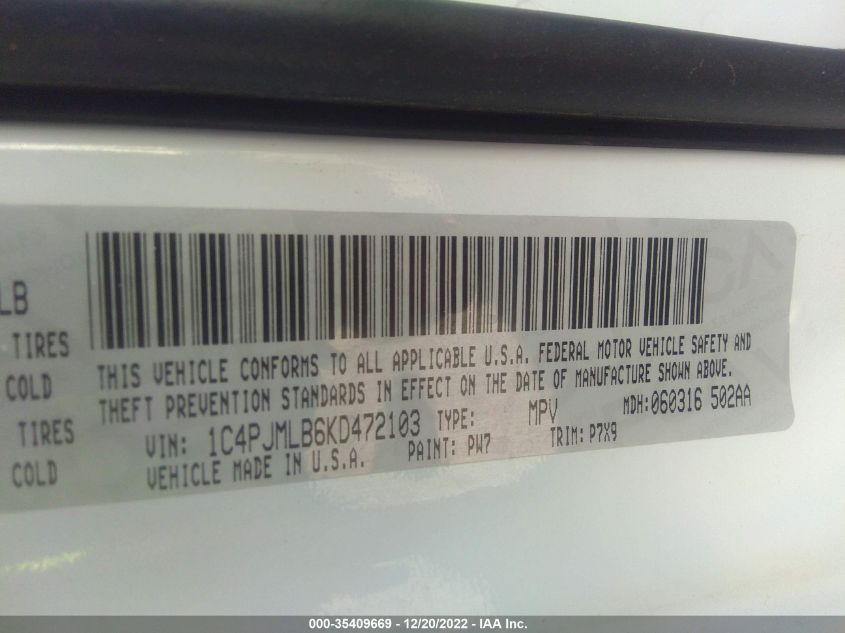 LB
TIRES
COLD
TIRES
COLD
THIS VEHICLE CONFORMS TO ALL APPLICABLE U.S.A. FEDERAL MOTOR VEHICLE SAFETY AND
THEFT PREVENTION STANDARDS IN EFFECT ON THE DATE OF MANUFACTURE SHOWN ABOVE.
VIN: 1C4PJMLB6KD472103 TYPE: MPV MDH:060316 502AA
VEHICLE MADE IN U.S.A. PAINT: PW7 TRIM: P7X9
000-35409669 - 12/20/2022 - IAA Inc.